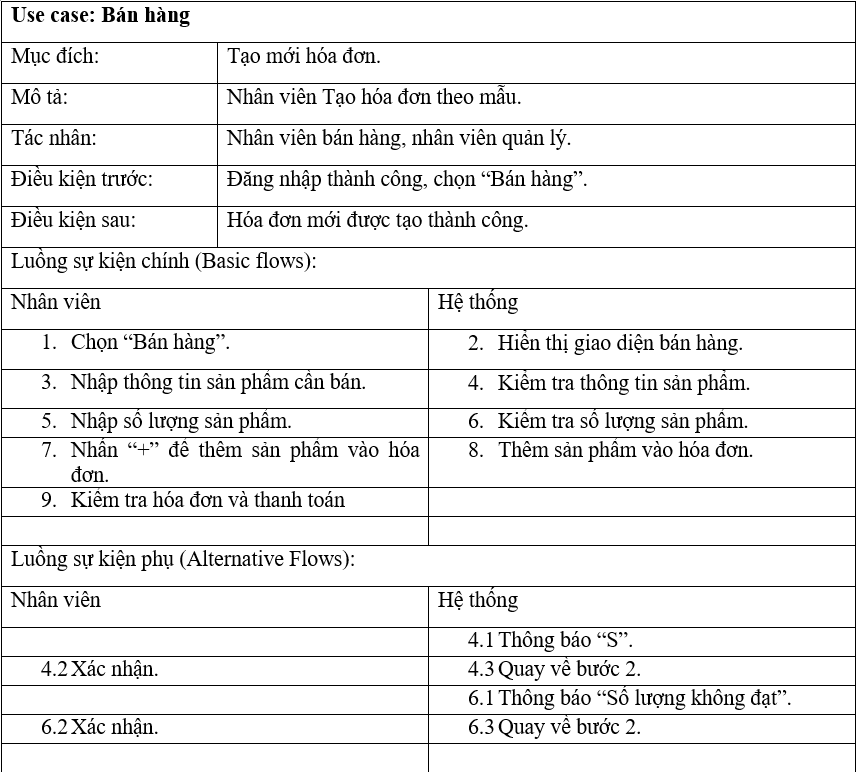 Use case: Bán hàng
Mục đích: Tạo mới hóa đơn.
Mô tả: Nhân viên Tạo hóa đơn theo mẫu.
Tác nhân: Nhân viên bán hàng, nhân viên quản lý.
Điều kiện trước: Đăng nhập thành công, chọn “Bán hàng”.
Điều kiện sau: Hóa đơn mới được tạo thành công.
Luồng sự kiện chính (Basic flows):
Nhân viên Hệ thống
1. Chọn “Bán hàng”. 2. Hiển thị giao diện bán hàng.
3. Nhập thông tin sản phẩm cần bán. 4. Kiểm tra thông tin sản phẩm.
5. Nhập số lượng sản phẩm. 6. Kiểm tra số lượng sản phẩm.
7. Nhấn “+” để thêm sản phẩm vào hóa 8. Thêm sản phẩm vào hóa đơn.
đơn.
9. Kiểm tra hóa đơn và thanh toán
Luồng sự kiện phụ (Alternative Flows):
Nhân viên Hệ thống
4.1 Thông báo “S”.
4.2 Xác nhận. 4.3 Quay về bước 2.
6.1 Thông báo “Số lượng không đạt”.
6.2 Xác nhận. 6.3 Quay về bước 2.